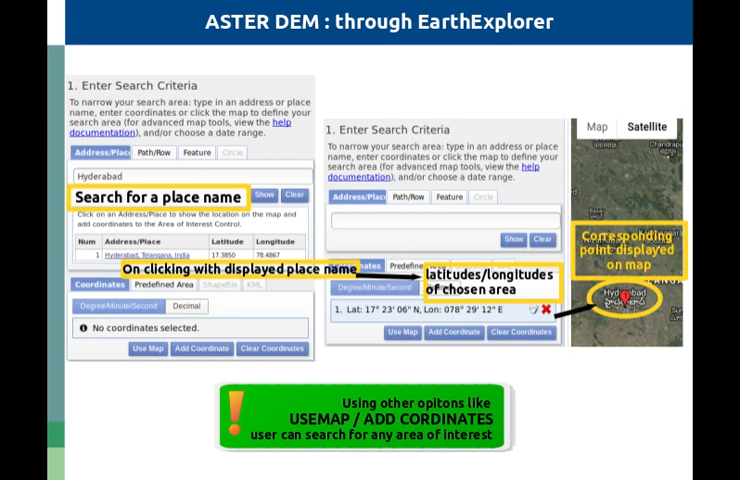 ASTER DEM : through EarthExplorer
1. Enter Search Criteria
To narrow your search area: type in an address or place
name, enter coordinates or click the map to define your
search area (for advanced map tools, view the help
documentation), and/or choose a date range.
Address/Place Path/Row Feature Circle
Hyderabad
Search for a place name
Show Clear
Click on an Address/Place to show the location on the map and
add coordinates to the Area of Interest Control.
Num Address/Place Latitude Longitude
1 Hyderabad, Telangana, India 17.3850 78.4867
On clicking with displayed place name
Coordinates Predefined Area Shapefile KML
Degree/Minute/Second Decimal
No coordinates selected.
Use Map Add Coordinate Clear Coordinates
1. Enter Search Criteria
To narrow your search area: type in an address or place
name, enter coordinates or click the map to define your
search area (for advanced map tools, view the help
documentation), and/or choose a date range.
Address/Place Path/Row Feature Circle
Show Clear
Predefine
latitudes/longitudes
of chosen area
Degree/Minute/Second
1. Lat: 17° 23' 06" N, Lon: 078° 29' 12" E
Use Map Add Coordinate Clear Coordinates
Map Satellite
Chandrapu
Corresponding
point displayed
on map
Hyderabad
హైదరాబాద్
Using other opitons like
USEMAP / ADD CORDINATES
user can search for any area of interest